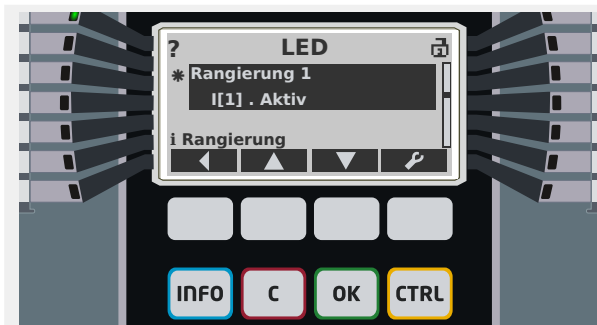 ? LED
* Rangierung 1
I[1] . Aktiv
i Rangierung
INFO C OK CTRL